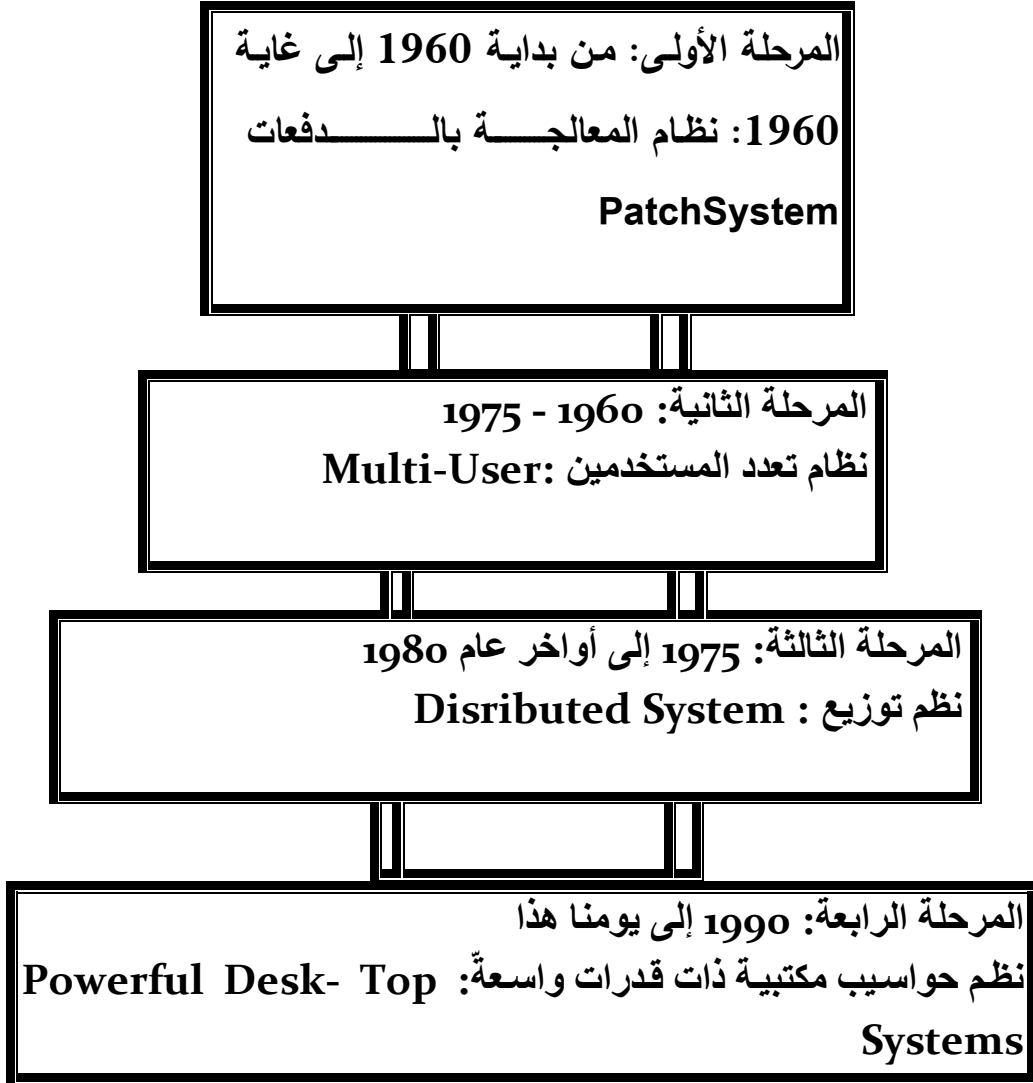 المرحلة الأولى: من بداية 1960 إلى غاية
1960: نظام المعالجة بالدفعات
PatchSystem
المرحلة الثانية: 1960 - 1975
نظام تعدد المستخدمين :Multi-User
المرحلة الثالثة: 1975 إلى أواخر عام 1980
نظم توزيع : Disributed System
المرحلة الرابعة: 1990 إلى يومنا هذا
نظم حواسيب مكتبية ذات قدرات واسعةّ: Powerful Desk- Top
Systems